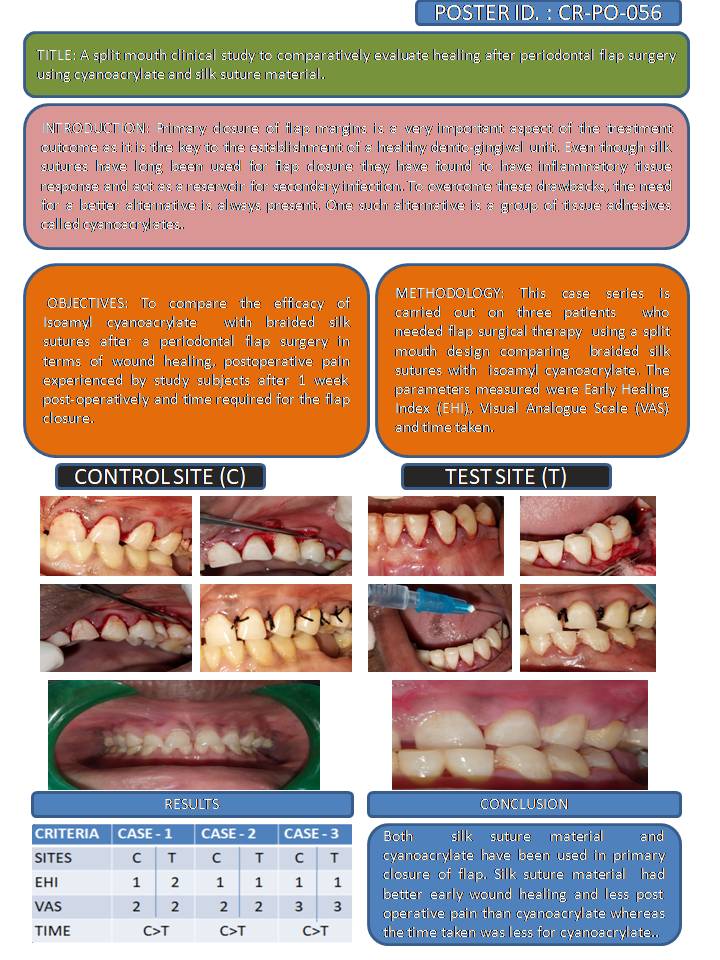 POSTER ID. : CR-PO-056
TITLE: A split mouth clinical study to comparatively evaluate healing after periodontal flap surgery
using cyanoacrylate and silk suture material.
INTRODUCTION: Primary closure of flap margins is a very important aspect of the treatment
outcome as it is the key to the establishment of a healthy dento-gingival unit. Even though silk
sutures have long been used for flap closure they have found to have inflammatory tissue
response and act as a reservoir for secondary infection. To overcome these drawbacks, the need
for a better alternative is always present. One such alternative is a group of tissue adhesives
called cyanoacrylates.
OBJECTIVES: To compare the efficacy of
Isoamyl cyanoacrylate with braided silk
sutures after a periodontal flap surgery in
terms of wound healing, postoperative pain
experienced by study subjects after 1 week
post-operatively and time required for the flap
closure.
METHODOLOGY: This case series is
carried out on three patients who
needed flap surgical therapy using a split
mouth design comparing braided silk
sutures with isoamyl cyanoacrylate. The
parameters measured were Early Healing
Index (EHI), Visual Analogue Scale (VAS)
and time taken.
CONTROL SITE (C)
TEST SITE (T)
RESULTS
CRITERIA CASE - 1 CASE - 2 CASE - 3
SITES C T C T C T
EHI 1 2 1 1 1 1
VAS 2 2 2 2 3 3
TIME C>T C>T C>T
CONCLUSION
Both silk suture material and
cyanoacrylate have been used in primary
closure of flap. Silk suture material had
better early wound healing and less post
operative pain than cyanoacrylate whereas
the time taken was less for cyanoacrylate..